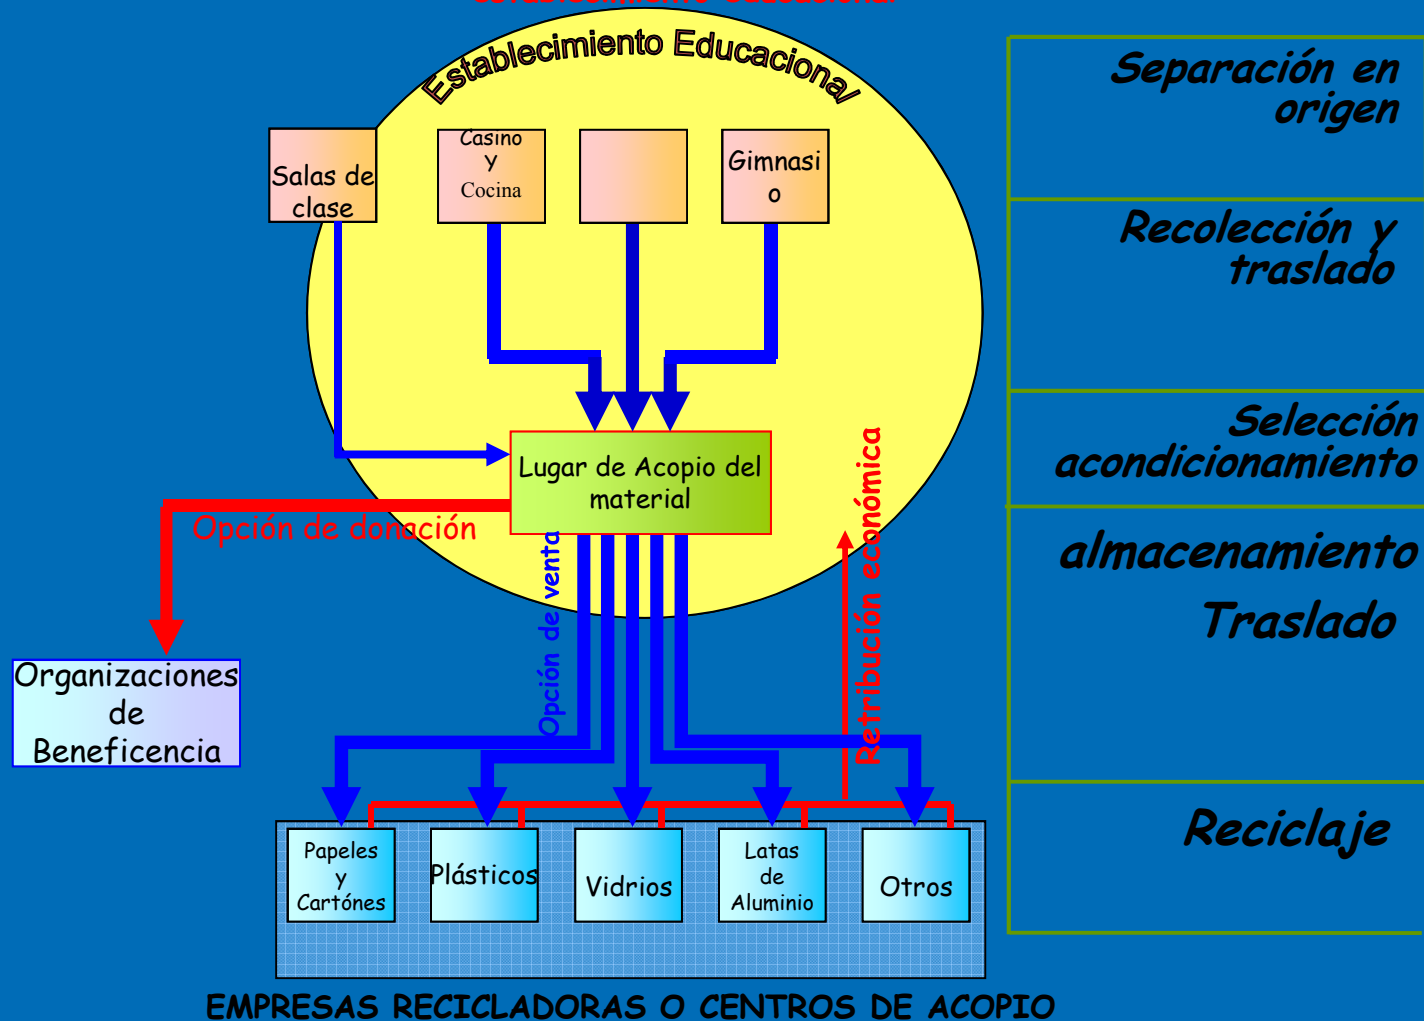 establecimiento educacional
Establecimiento Educacional
Salas de
clase
Casino
y
Cocina
Gimnasi
o
Lugar de Acopio del
material
Opción de donación
Organizaciones
de
Beneficencia
Opción de venta
Retribución económica
Papeles
y
Cartónes
Plásticos
Vidrios
Latas
de
Aluminio
Otros
EMPRESAS RECICLADORAS O CENTROS DE ACOPIO
Separación en
origen
Recolección y
traslado
Selección
acondicionamiento
almacenamiento
Traslado
Reciclaje